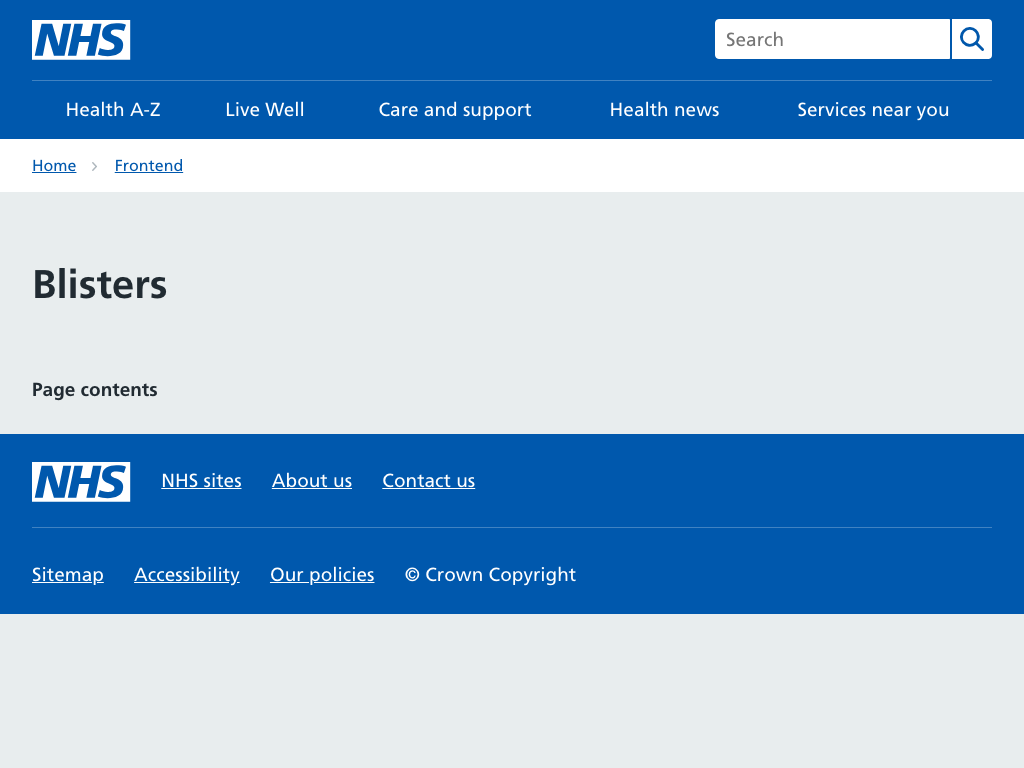 NHS
Search
Health A-Z Live Well Care and support Health news Services near you
Home Frontend
Blisters
Page contents
NHS NHS sites About us Contact us
Sitemap Accessibility Our policies © Crown Copyright